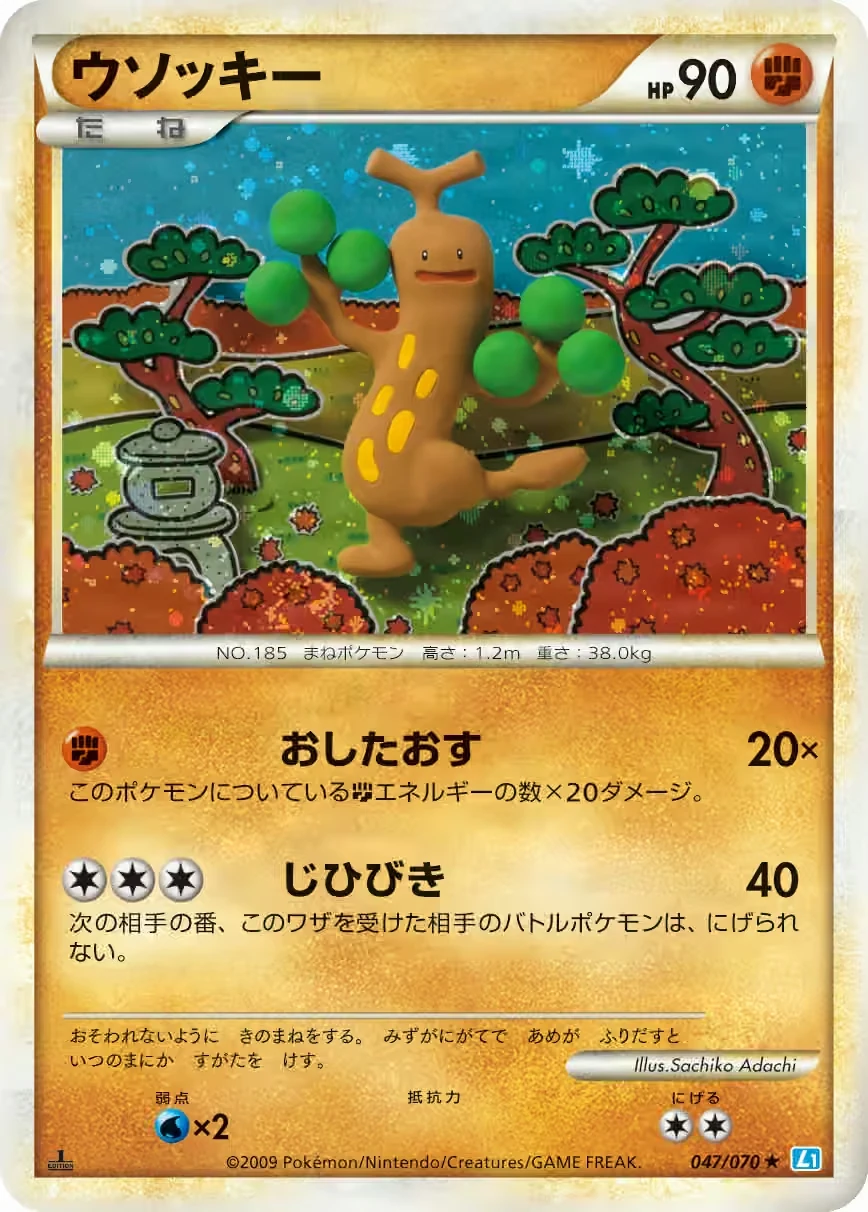 ウソッキー
HP90
たね
NO.185 まねポケモン 高さ：1.2m 重さ：38.0kg
おしたおす 20×
このポケモンについているエネルギーの数×20ダメージ。
じひびき 40
次の相手の番、このワザを受けた相手のバトルポケモンは、にげられ
ない。
おそわれないように きのまねをする。 みずがにがてで あめが ふりだすと
いつのまにか すがたを けす。
Illus.Sachiko Adachi
弱点 抵抗力 にげる
×2
1 EDITION
©2009 Pokémon/Nintendo/Creatures/GAME FREAK.
047/070 ★ L1